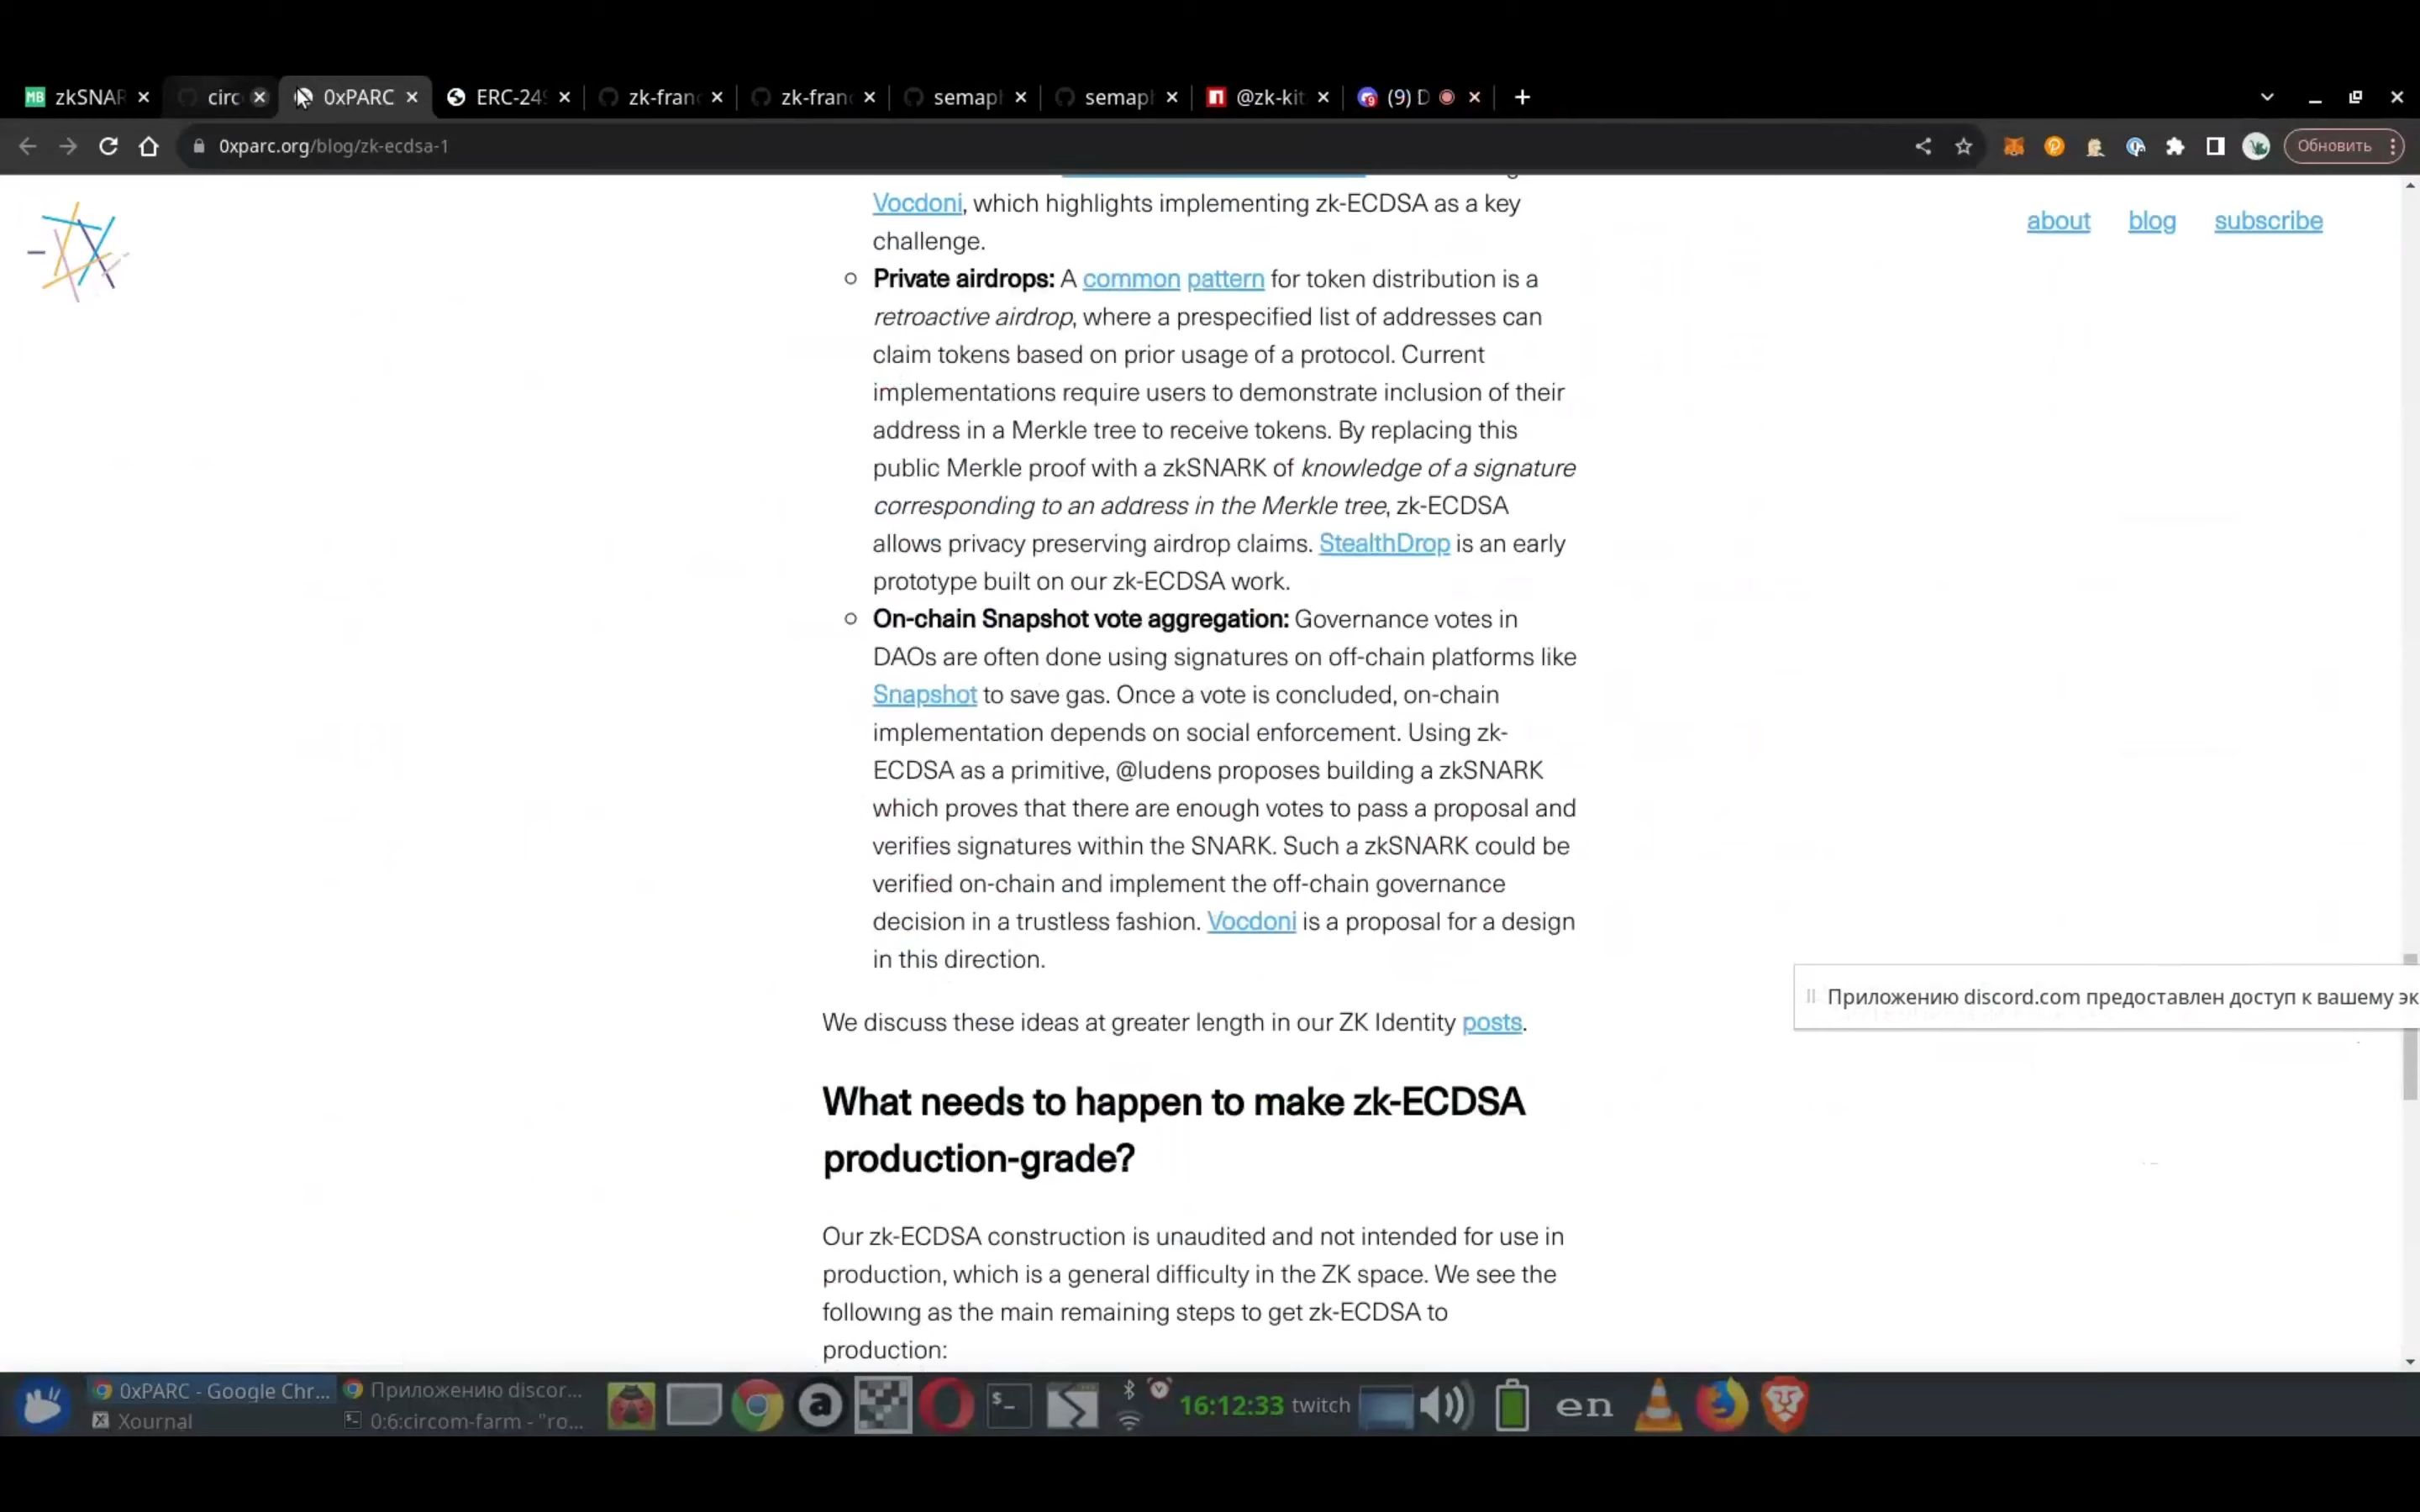 zkSNAR
circ
0xPARC
ERC-249
zk-fran
zk-fran
semaph
semaph
@zk-kit
(9) D
0xparc.org/blog/zk-ecdsa-1
Обновить
about blog subscribe
Vocdoni, which highlights implementing zk-ECDSA as a key
challenge.
Private airdrops: A common pattern for token distribution is a
retroactive airdrop, where a prespecified list of addresses can
claim tokens based on prior usage of a protocol. Current
implementations require users to demonstrate inclusion of their
address in a Merkle tree to receive tokens. By replacing this
public Merkle proof with a zkSNARK of knowledge of a signature
corresponding to an address in the Merkle tree, zk-ECDSA
allows privacy preserving airdrop claims. StealthDrop is an early
prototype built on our zk-ECDSA work.
On-chain Snapshot vote aggregation: Governance votes in
DAOs are often done using signatures on off-chain platforms like
Snapshot to save gas. Once a vote is concluded, on-chain
implementation depends on social enforcement. Using zk-
ECDSA as a primitive, @ludens proposes building a zkSNARK
which proves that there are enough votes to pass a proposal and
verifies signatures within the SNARK. Such a zkSNARK could be
verified on-chain and implement the off-chain governance
decision in a trustless fashion. Vocdoni is a proposal for a design
in this direction.
Приложению discord.com предоставлен доступ к вашему эк
We discuss these ideas at greater length in our ZK Identity posts.
What needs to happen to make zk-ECDSA
production-grade?
Our zk-ECDSA construction is unaudited and not intended for use in
production, which is a general difficulty in the ZK space. We see the
following as the main remaining steps to get zk-ECDSA to
production:
0xPARC - Google Chr...
Приложению discor...
Xournal
0:6:circom-farm - "ro...
16:12:33 twitch
en